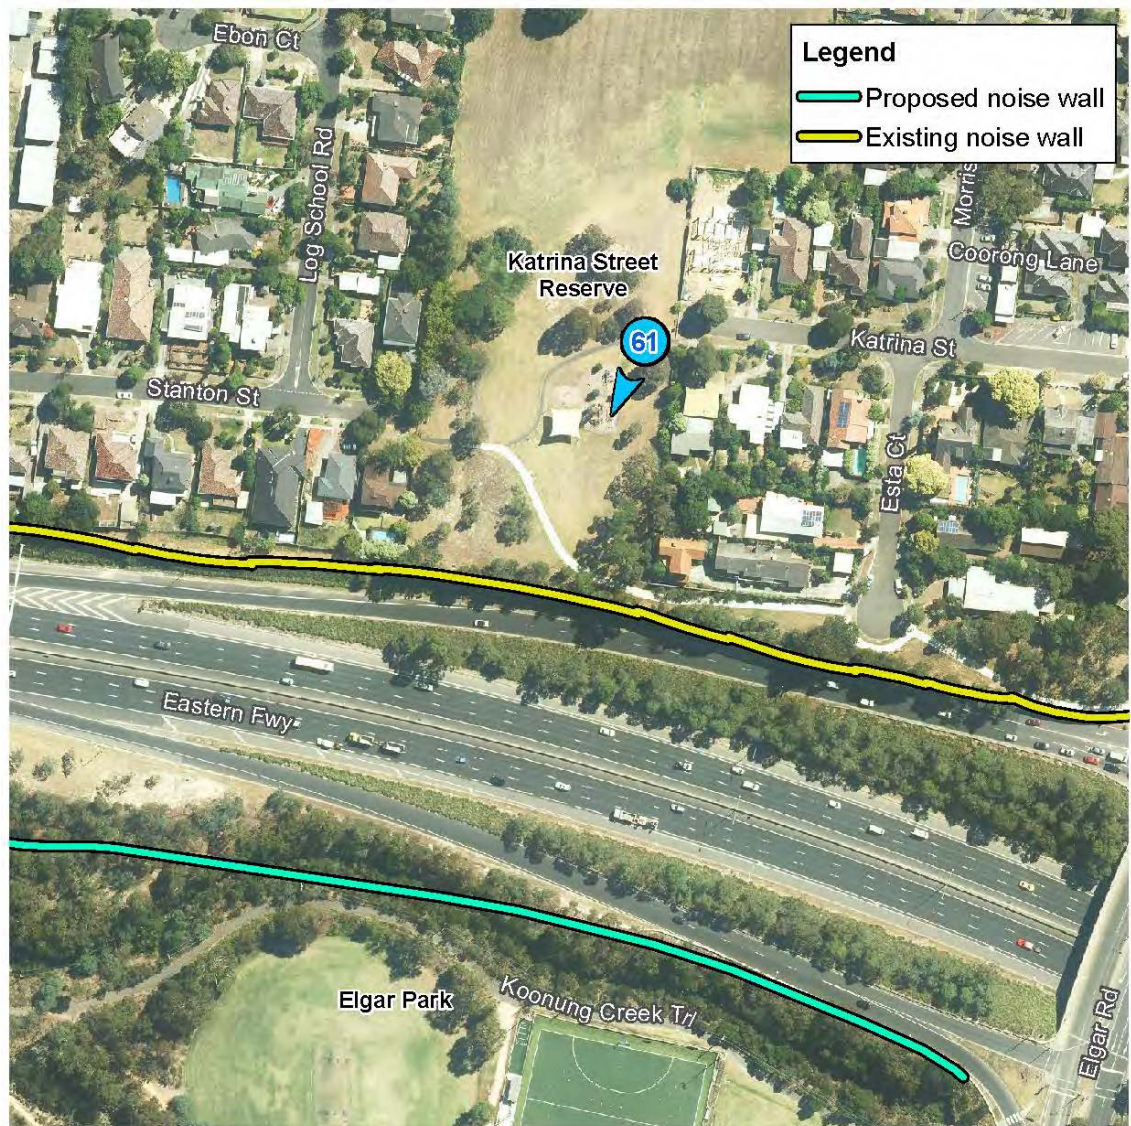 Ebon Ct
Legend
Proposed noise wall
Existing noise wall
Log School Rd
Morris
Coorong Lane
Katrina Street
Reserve
61
Katrina St
Stanton St
Esta Ct
Eastern Fwy
Elgar Park
Koonung Creek Trl
Elgar Rd